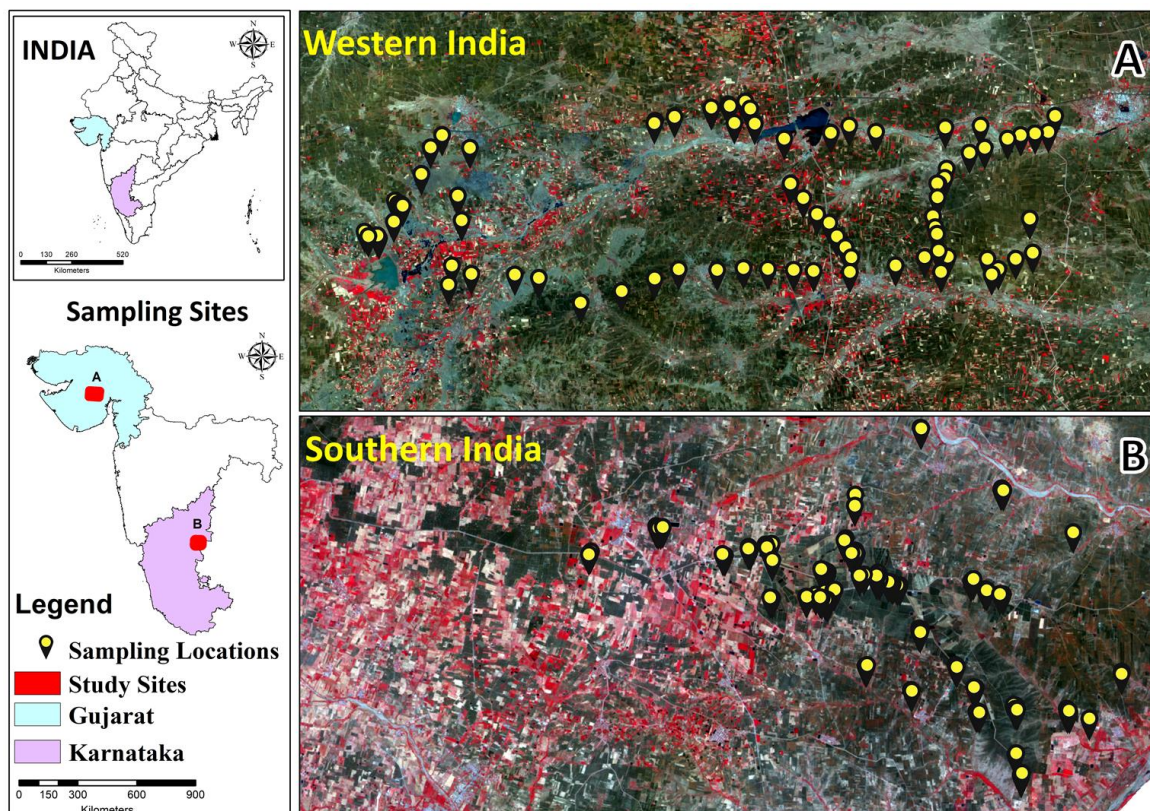 INDIA
N
W E
S
0 130 260 520
Kilometers
Sampling Sites
N
W E
S
A
B
Legend
Sampling Locations
Study Sites
Gujarat
Karnataka
0 150 300 600 900
Kilometers
Western India
A
Southern India
B